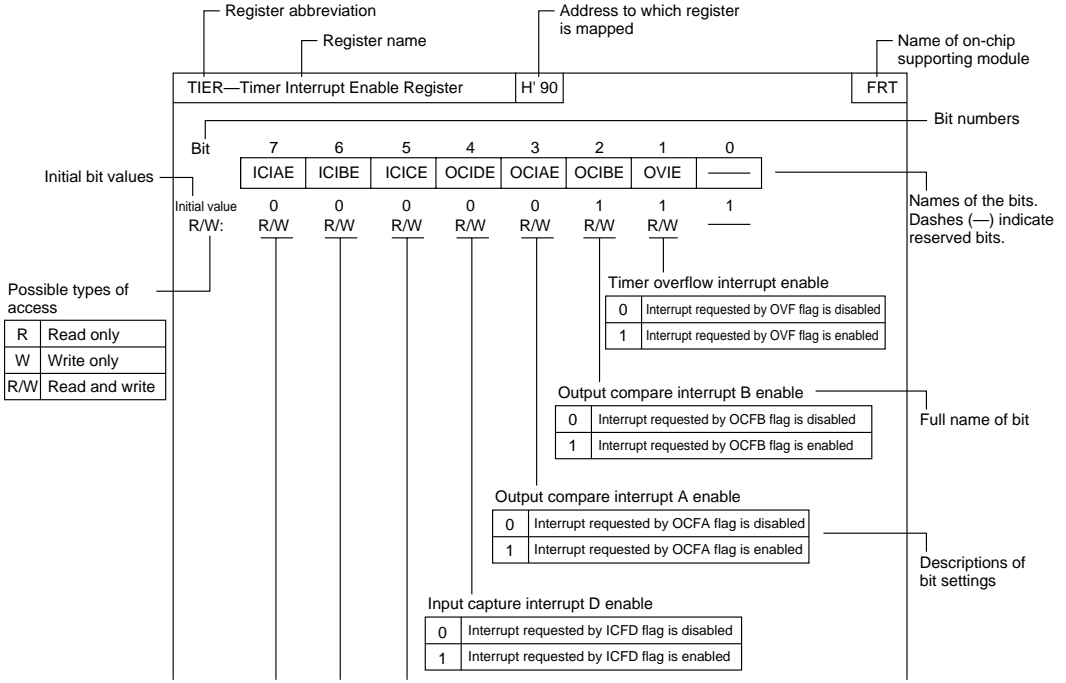 Register abbreviation
Register name
Address to which register
is mapped
Name of on-chip
supporting module
TIER—Timer Interrupt Enable Register H' 90 FRT
Bit numbers
Bit 7 6 5 4 3 2 1 0
ICIAE ICIBE ICICE OCIDE OCIAE OCIBE OVIE —
Initial bit values
Initial value 0 0 0 0 0 1 1 1
R/W: R/W R/W R/W R/W R/W R/W R/W —
Names of the bits.
Dashes (—) indicate
reserved bits.
Possible types of
access
R Read only
W Write only
R/W Read and write
Timer overflow interrupt enable
0 Interrupt requested by OVF flag is disabled
1 Interrupt requested by OVF flag is enabled
Output compare interrupt B enable
0 Interrupt requested by OCFB flag is disabled
1 Interrupt requested by OCFB flag is enabled
Full name of bit
Output compare interrupt A enable
0 Interrupt requested by OCFA flag is disabled
1 Interrupt requested by OCFA flag is enabled
Descriptions of
bit settings
Input capture interrupt D enable
0 Interrupt requested by ICFD flag is disabled
1 Interrupt requested by ICFD flag is enabled